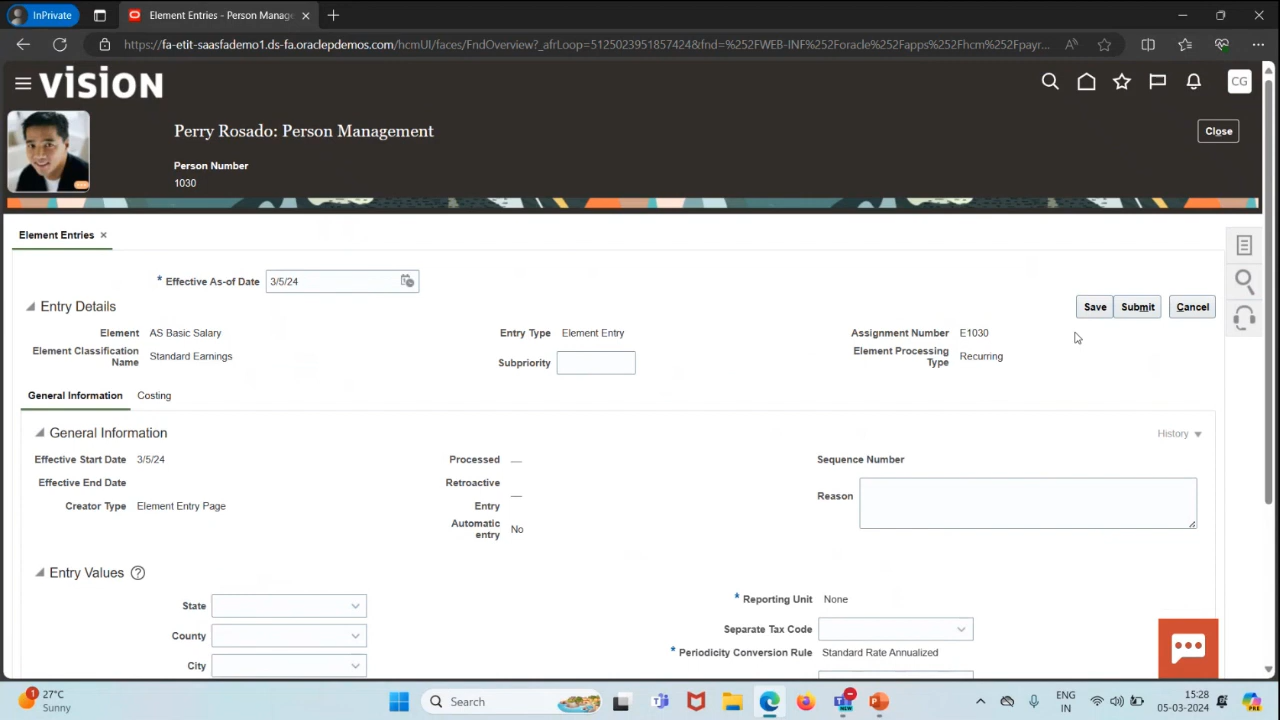 InPrivate
Element Entries - Person Manag
https://fa-etit-saasfademo1.ds-fa.oraclepdemos.com/hcmUI/faces/FndOverview?_afrLoop=51250239518574​24&fnd=%252FWEB-INF%252Foracle%252Fapps%252Fhcm%252Fpayr...
VISION
CG
Perry Rosado: Person Management
Close
Person Number
1030
Element Entries
* Effective As-of Date 3/5/24
Entry Details
Save Submit Cancel
Element AS Basic Salary
Entry Type Element Entry
Assignment Number E1030
Element Classification Name Standard Earnings
Subpriority
Element Processing Type Recurring
General Information Costing
General Information
History
Effective Start Date 3/5/24
Processed
Sequence Number
Effective End Date
Retroactive
Reason
Creator Type Element Entry Page
Entry
Automatic entry No
Entry Values
State
* Reporting Unit None
County
Separate Tax Code
* Periodicity Conversion Rule Standard Rate Annualized
City
1
27°C
Sunny
Search
NEW
ENG
IN
15:28
05-03-2024
PRE